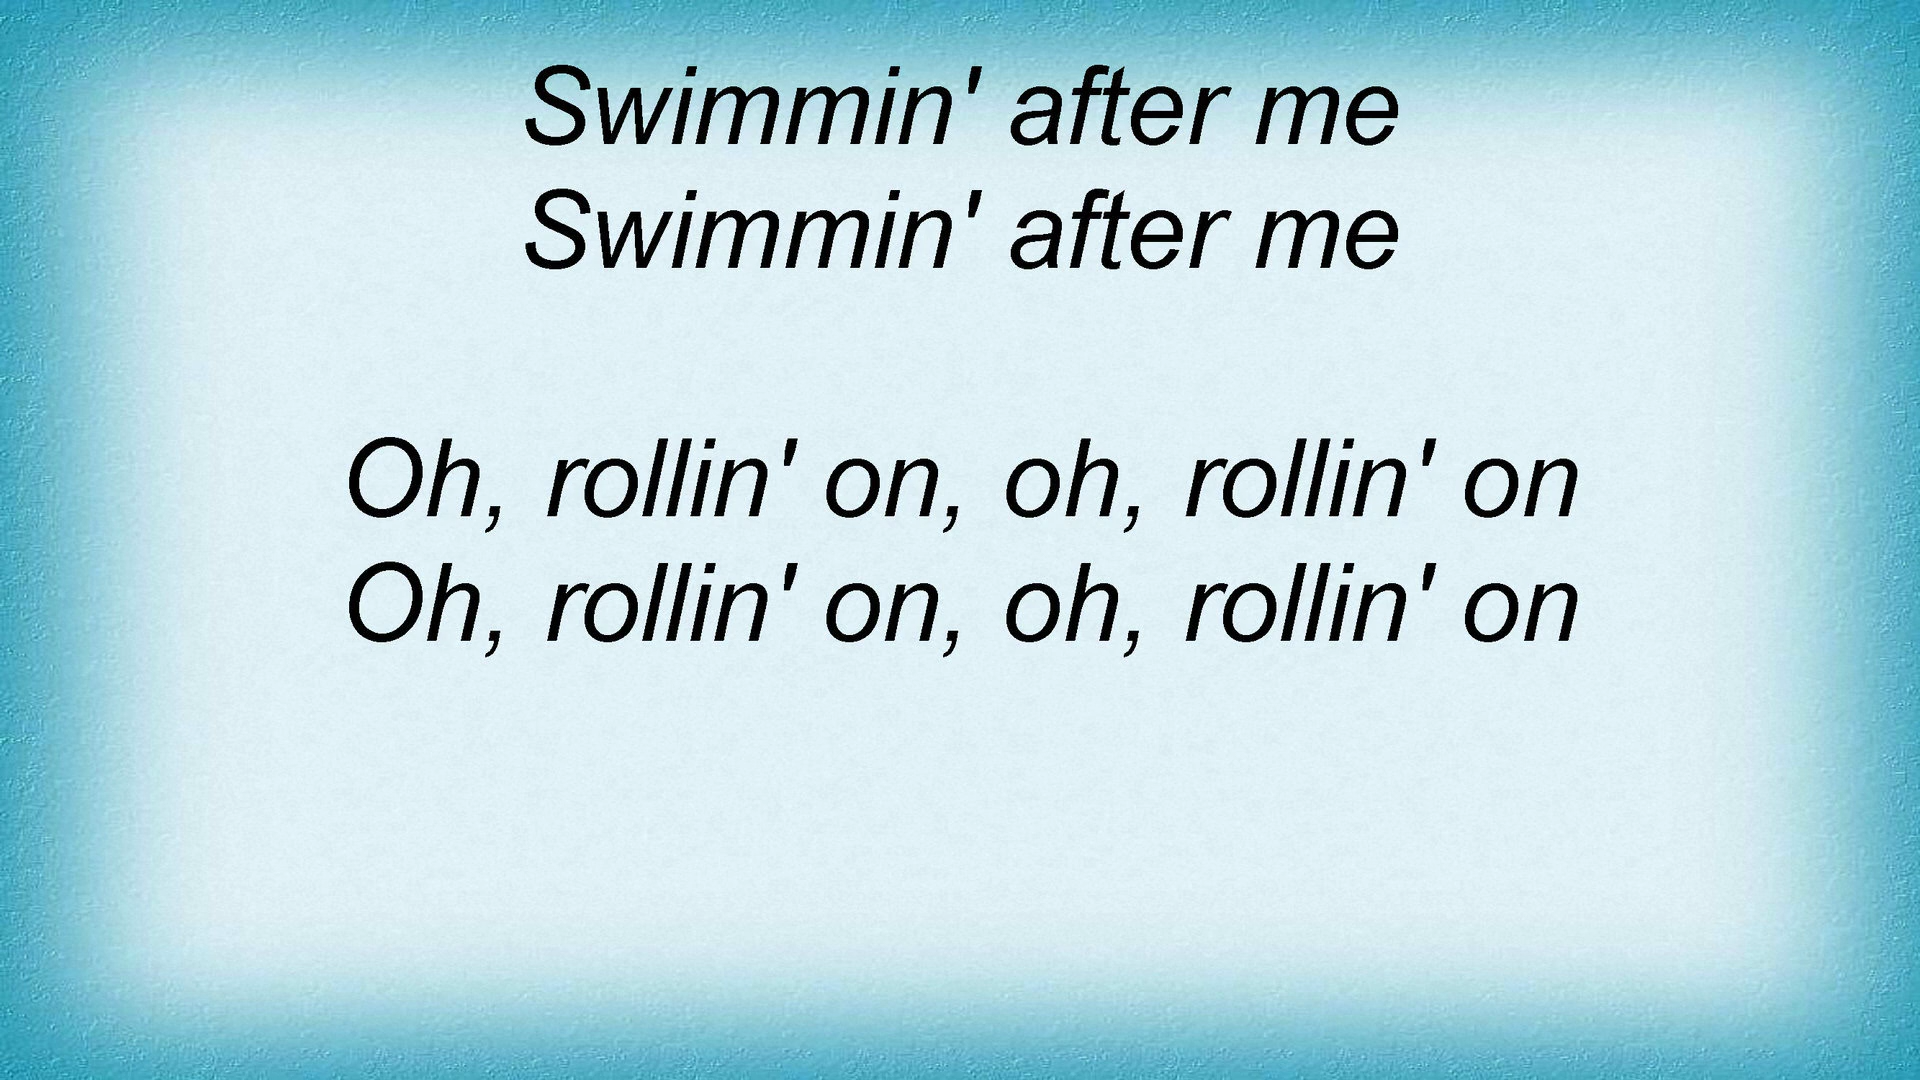 Swimmin' after me
Swimmin' after me
Oh, rollin' on, oh, rollin' on
Oh, rollin' on, oh, rollin' on